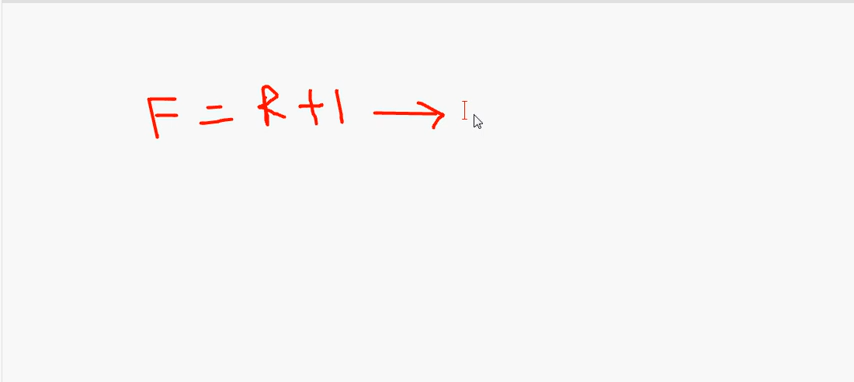 F = R + 1 →